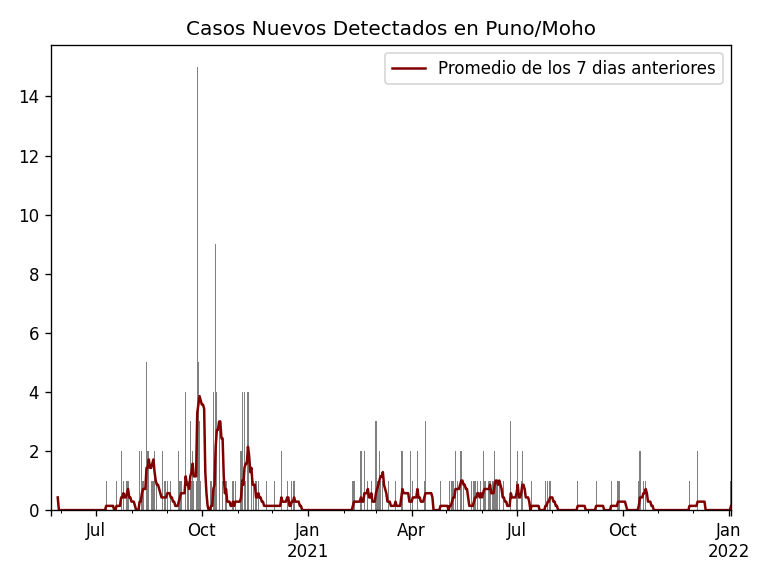 Casos Nuevos Detectados en Puno/Moho
Promedio de los 7 dias anteriores
14
12
10
8
6
4
2
0
Jul
Oct
Jan
2021
Apr
Jul
Oct
Jan
2022